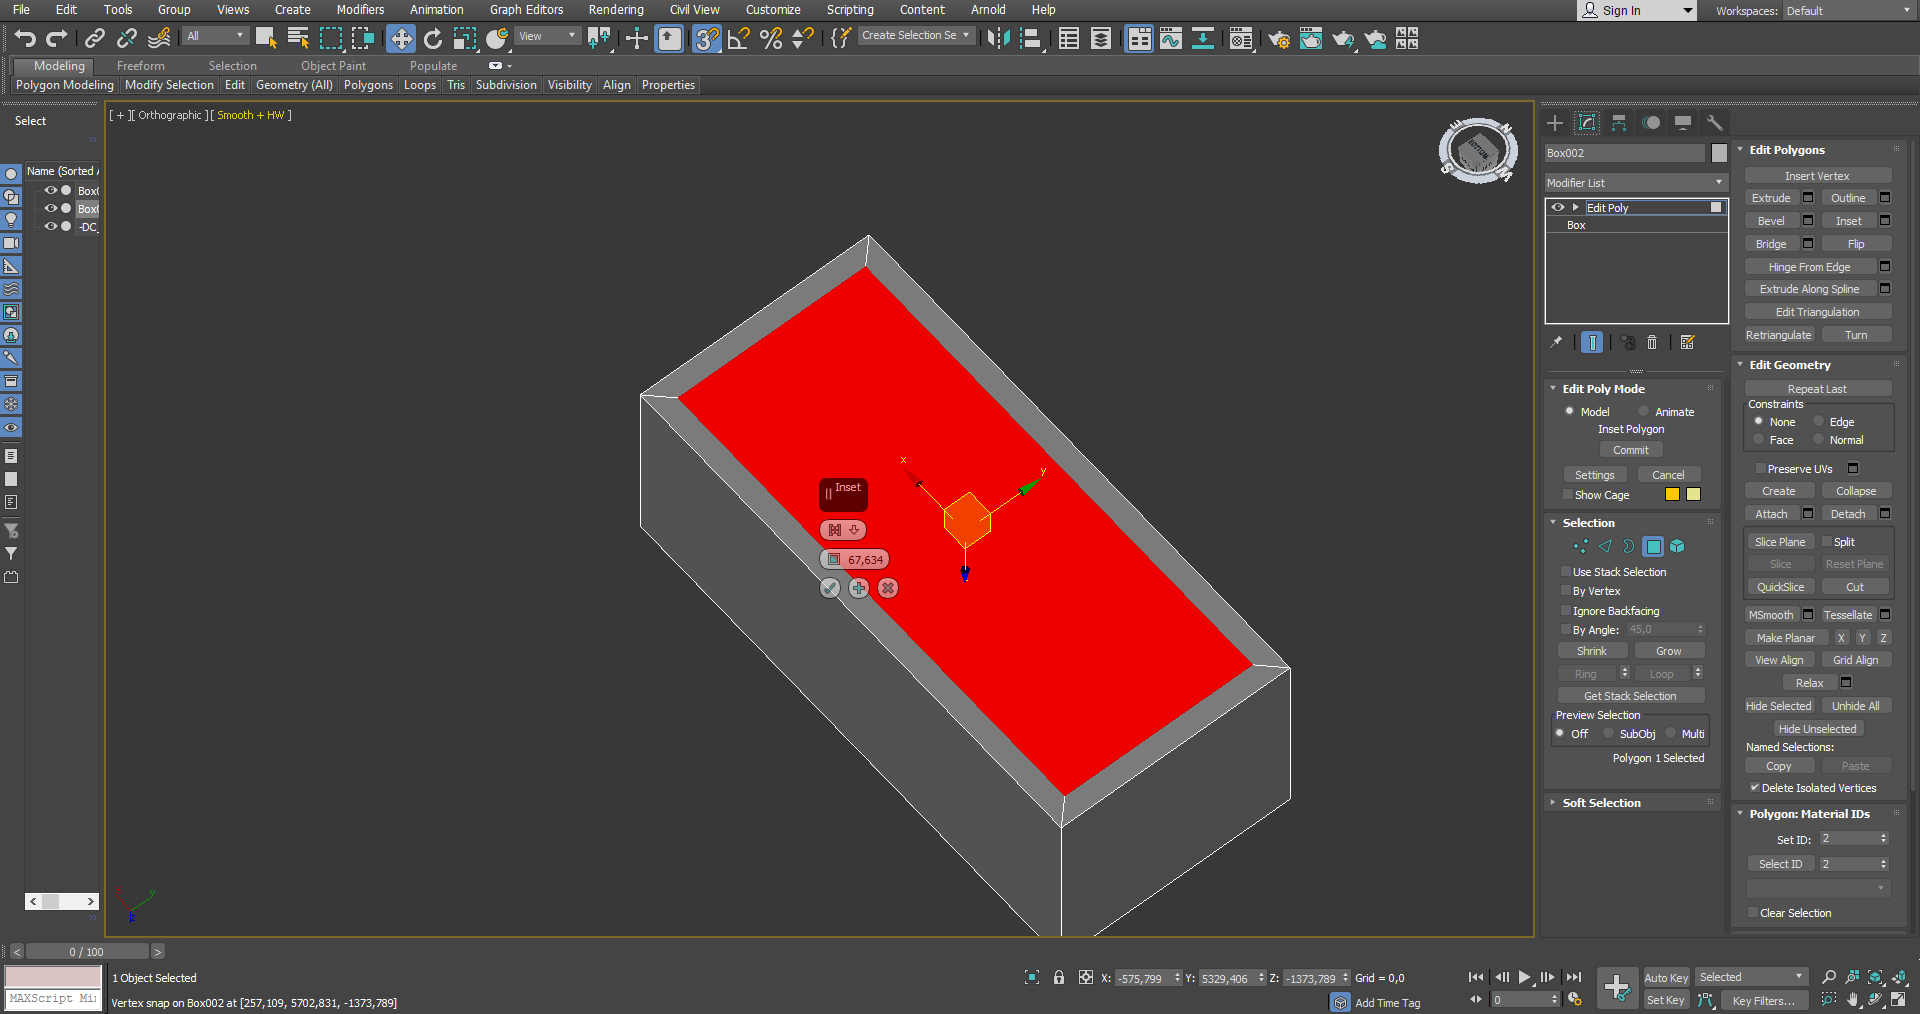 File Edit Tools Group Views Create Modifiers Animation Graph Editors Rendering Civil View Customize Scripting Content Arnold Help Sign In Workspaces: Default
All View Create Selection Se
Modeling Freeform Selection Object Paint Populate
Polygon Modeling Modify Selection Edit Geometry (All) Polygons Loops Tris Subdivision Visibility Align Properties
Select
Name (Sorted A
Box0
Box0
-DC_
[ + ][ Orthographic ][ Smooth + HW ]
Inset
67,634
x
y
y
z
BOTTOM
N
S
Box002
Modifier List
Edit Poly
Box
Edit Poly Mode
Model Animate
Inset Polygon
Commit
Settings Cancel
Show Cage
Selection
Use Stack Selection
By Vertex
Ignore Backfacing
By Angle: 45,0
Shrink Grow
Ring Loop
Get Stack Selection
Preview Selection
Off SubObj Multi
Polygon 1 Selected
Soft Selection
Edit Polygons
Insert Vertex
Extrude Outline
Bevel Inset
Bridge Flip
Hinge From Edge
Extrude Along Spline
Edit Triangulation
Retriangulate Turn
Edit Geometry
Repeat Last
Constraints
None Edge
Face Normal
Preserve UVs
Create Collapse
Attach Detach
Slice Plane Split
Slice Reset Plane
QuickSlice Cut
MSmooth Tessellate
Make Planar X Y Z
View Align Grid Align
Relax
Hide Selected Unhide All
Hide Unselected
Named Selections:
Copy Paste
Delete Isolated Vertices
Polygon: Material IDs
Set ID: 2
Select ID 2
Clear Selection
0 / 100
MAXScript Mi
1 Object Selected
Vertex snap on Box002 at [257,109, 5702,831, -1373,789]
X: -575,799 Y: 5329,406 Z: -1373,789 Grid = 0,0
Add Time Tag
0
Auto Key Selected
Set Key Key Filters...